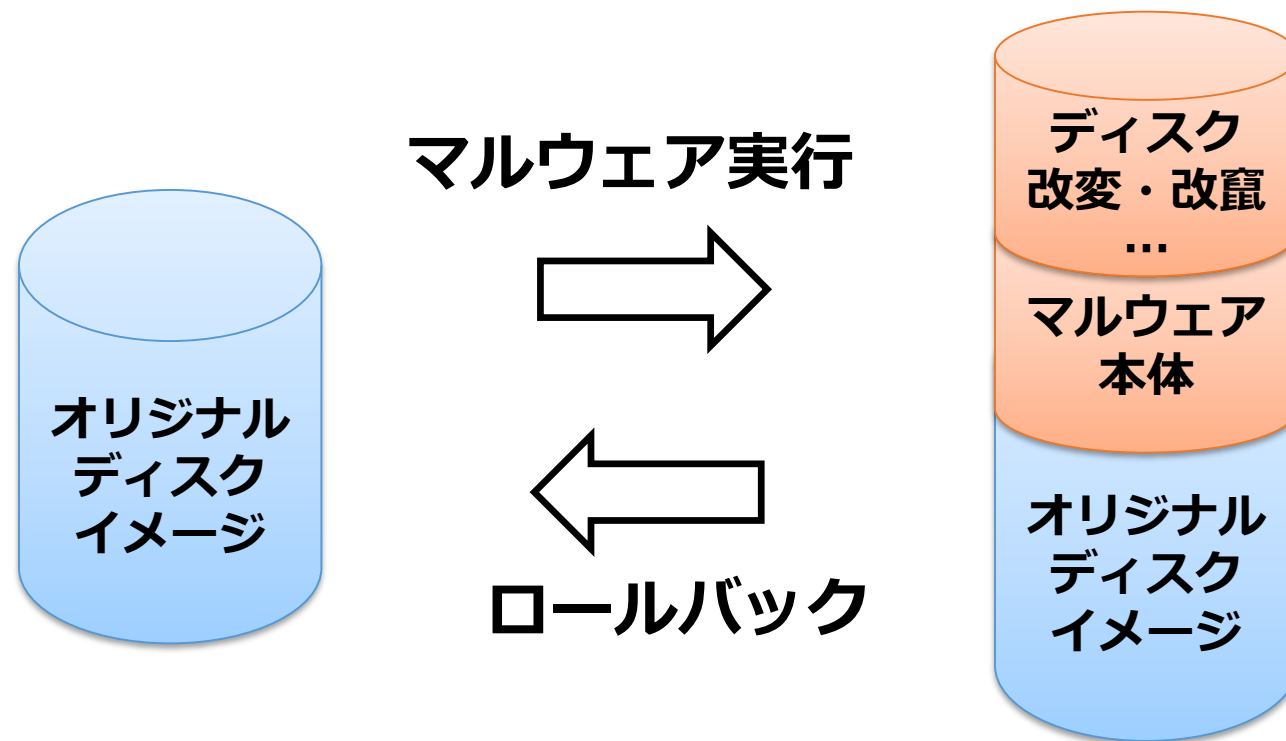 マルウェア実行
オリジナル
ディスク
イメージ
ロールバック
ディスク
改変・改竄
...
マルウェア
本体
オリジナル
ディスク
イメージ